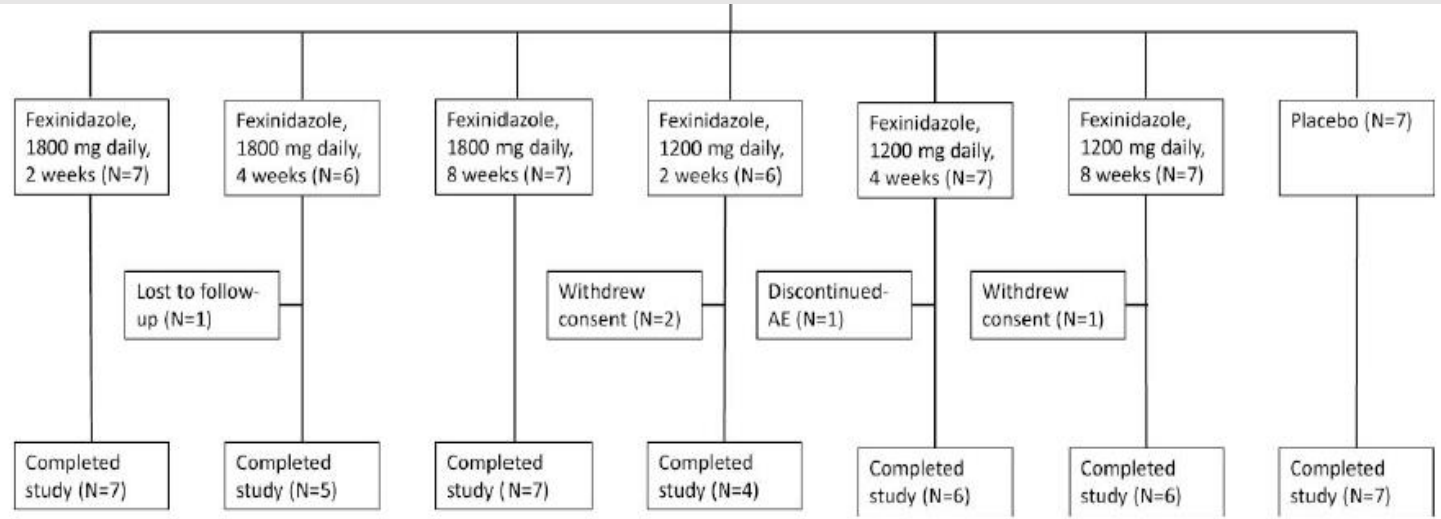 Fexinidazole,
1800 mg daily,
2 weeks (N=7)
Fexinidazole,
1800 mg daily,
4 weeks (N=6)
Fexinidazole,
1800 mg daily,
8 weeks (N=7)
Fexinidazole,
1200 mg daily,
2 weeks (N=6)
Fexinidazole,
1200 mg daily,
4 weeks (N=7)
Fexinidazole,
1200 mg daily,
8 weeks (N=7)
Placebo (N=7)
Lost to follow-
up (N=1)
Withdrew
consent (N=2)
Discontinued-
AE (N=1)
Withdrew
consent (N=1)
Completed
study (N=7)
Completed
study (N=5)
Completed
study (N=7)
Completed
study (N=4)
Completed
study (N=6)
Completed
study (N=6)
Completed
study (N=7)